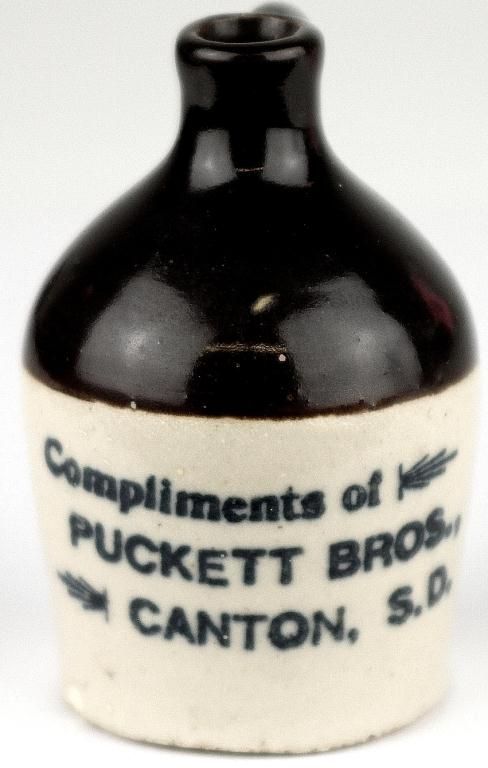 Compliments of
PUCKETT BROS.,
CANTON, S.D.